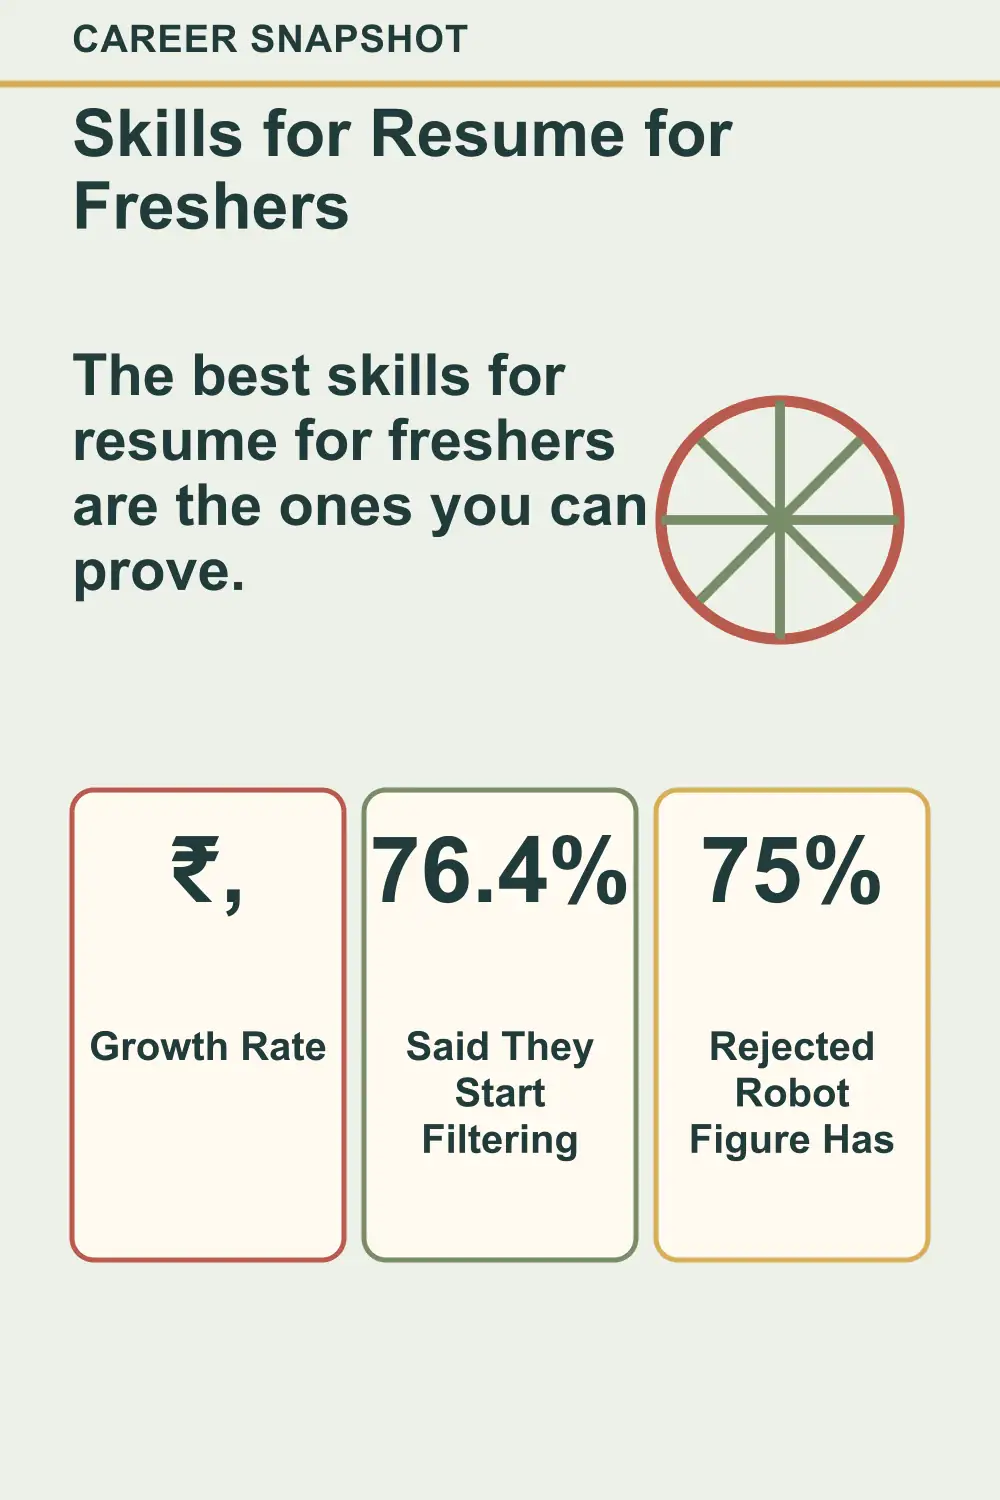 CAREER SNAPSHOT
Skills for Resume for
Freshers
The best skills for
resume for freshers
are the ones you can
prove.
₹,
Growth Rate
76.4%
Said They
Start
Filtering
75%
Rejected
Robot
Figure Has